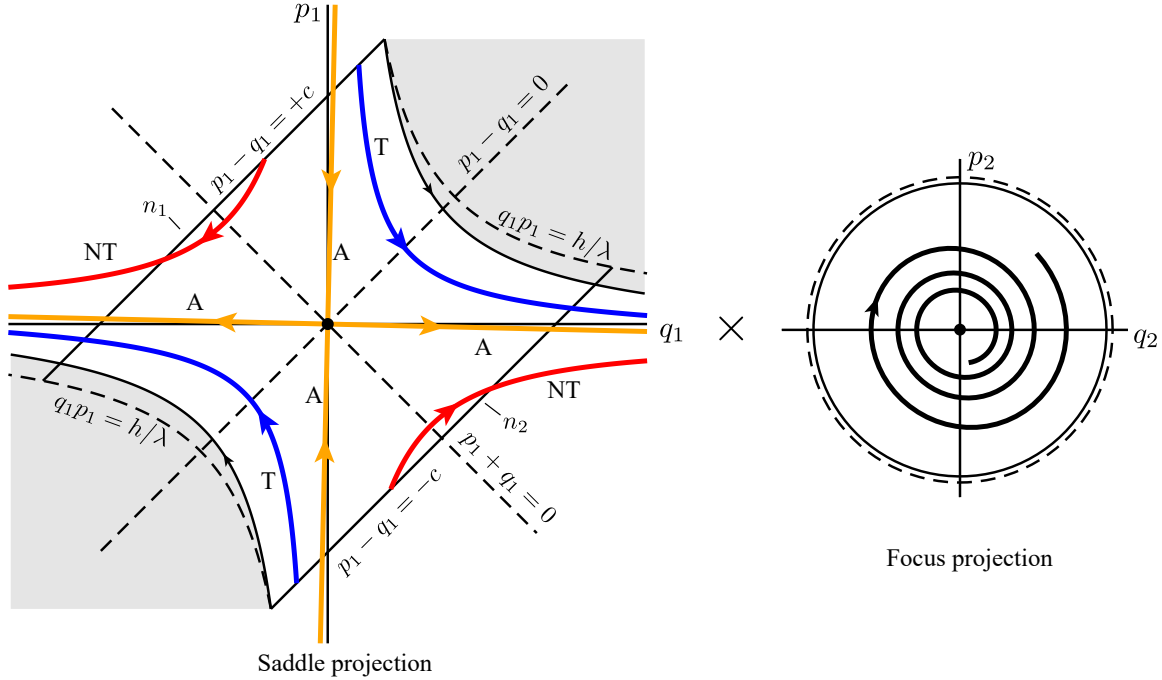 p₁
p₁ − q₁ = +c
T
p₁ − q₁ = 0
n₁
q₁p₁ = h/λ
NT
A
A
q₁
A
A
NT
q₁p₁ = h/λ
n₂
T
p₁ + q₁ = 0
p₁ − q₁ = −c
Saddle projection
×
p₂
q₂
Focus projection